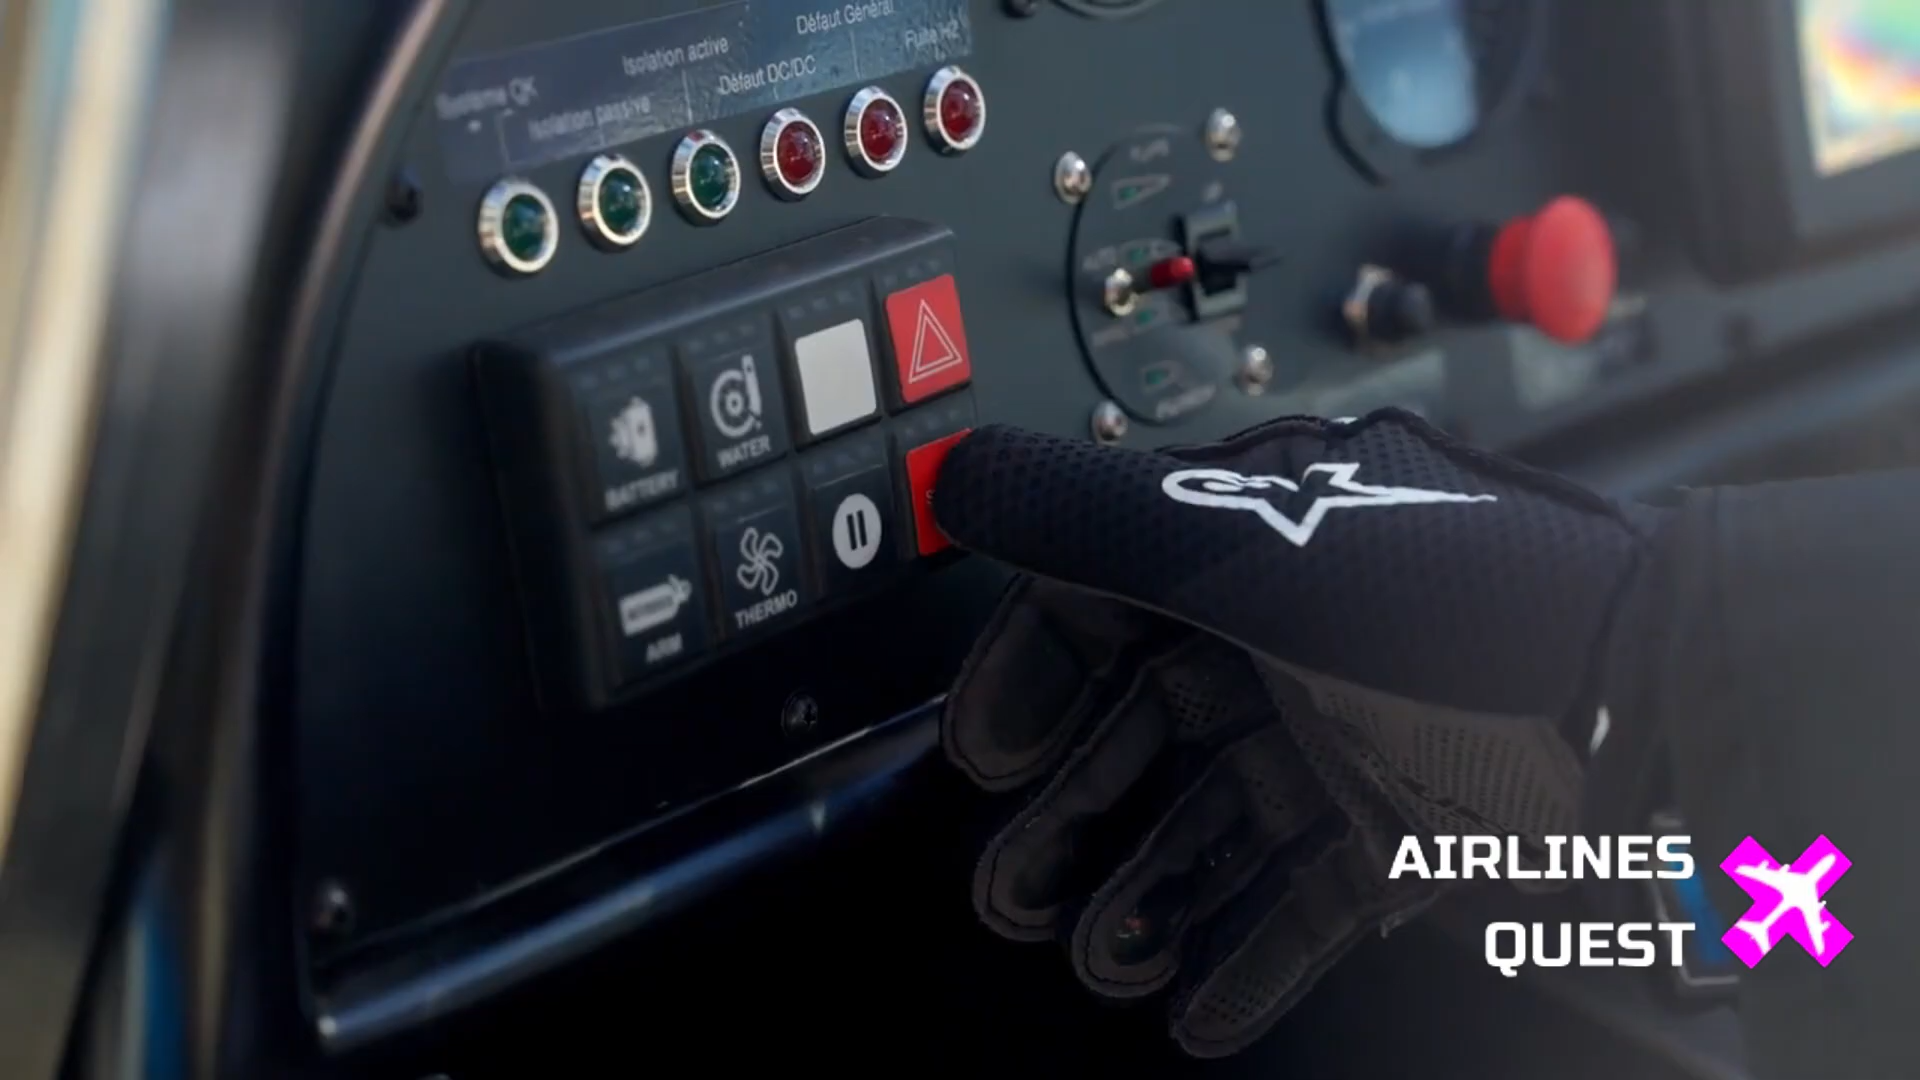 Défaut Général
Isolation active
Fuite H2
Défaut DC/DC
Système OK
Isolation passive
BATTERY
WATER
ARM
THERMO
AIRLINES
QUEST